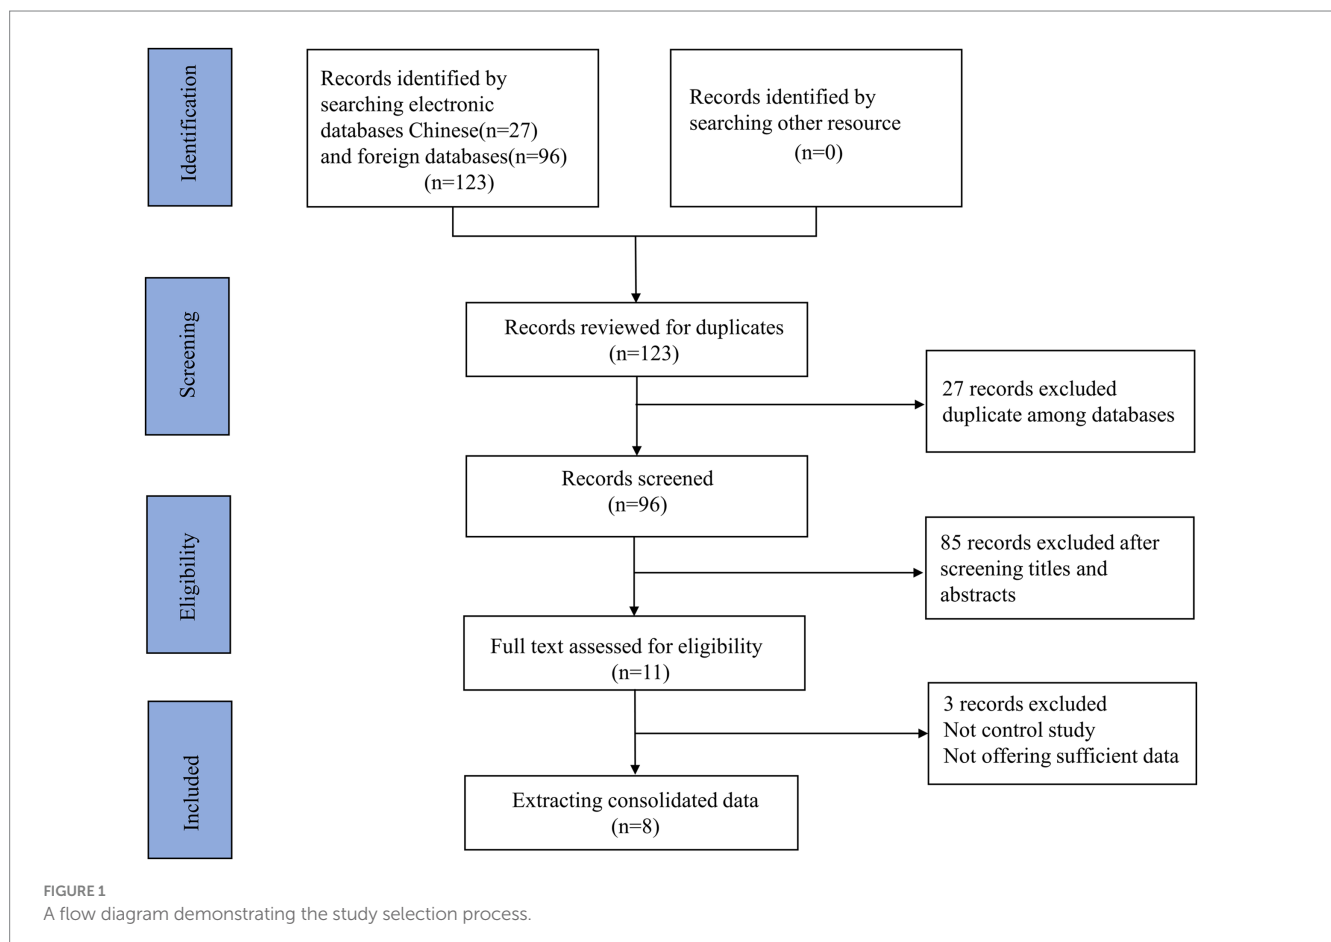 Identification
Records identified by
searching electronic
databases Chinese(n=27)
and foreign databases(n=96)
(n=123)
Records identified by
searching other resource
(n=0)
Screening
Records reviewed for duplicates
(n=123)
27 records excluded
duplicate among databases
Records screened
(n=96)
Eligibility
85 records excluded after
screening titles and
abstracts
Full text assessed for eligibility
(n=11)
Included
3 records excluded
Not control study
Not offering sufficient data
Extracting consolidated data
(n=8)
FIGURE 1
A flow diagram demonstrating the study selection process.